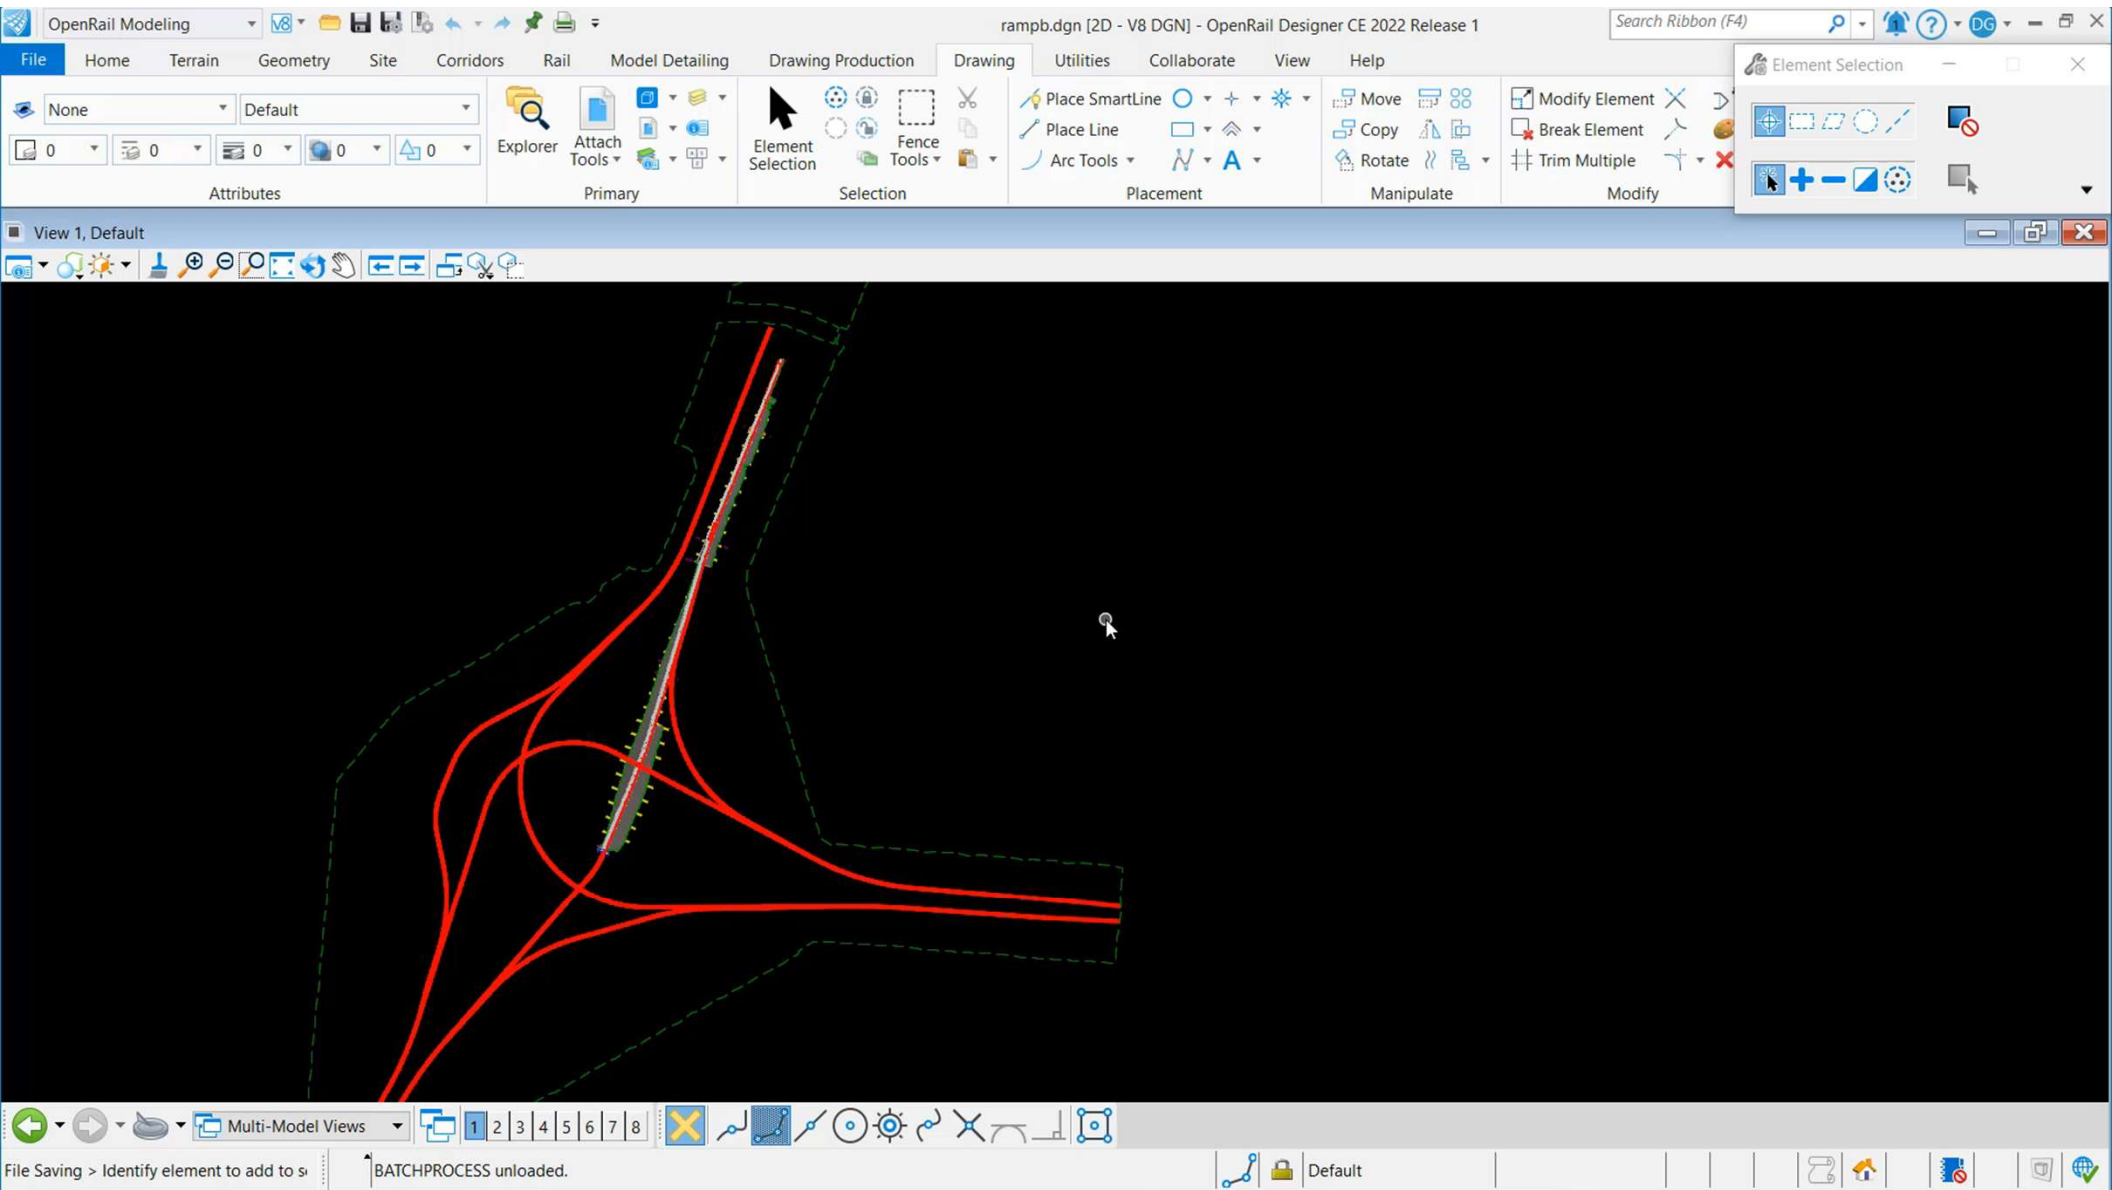 OpenRail Modeling
V8
rampb.dgn [2D - V8 DGN] - OpenRail Designer CE 2022 Release 1
Search Ribbon (F4)
1
DG
File Home Terrain Geometry Site Corridors Rail Model Detailing Drawing Production Drawing Utilities Collaborate View Help
Element Selection
None
Default
0 0 0 0 0
Attributes
Explorer
Attach Tools
Primary
Element Selection
Fence Tools
Selection
Place SmartLine
Place Line
Arc Tools
A
Placement
Move
Copy
Rotate
Manipulate
Modify Element
Break Element
Trim Multiple
Modify
View 1, Default
Multi-Model Views
1 2 3 4 5 6 7 8
File Saving > Identify element to add to s
BATCHPROCESS unloaded.
Default